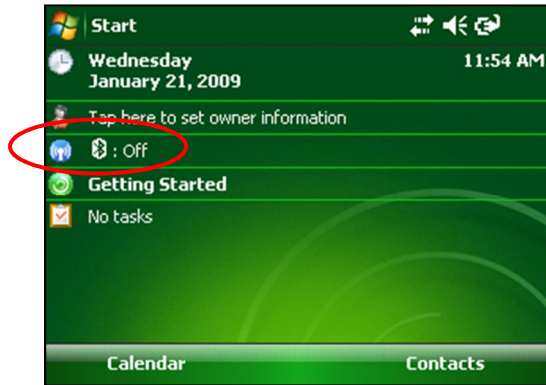 Start
Wednesday 11:54 AM
January 21, 2009
Tap here to set owner information
: Off
Getting Started
No tasks
Calendar Contacts